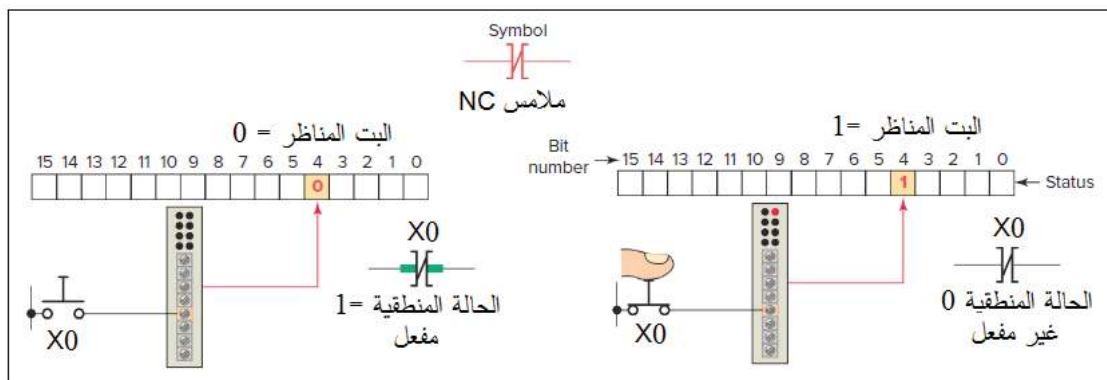 Symbol
ملامس NC
البت المناظر = 0
15 14 13 12 11 10 9 8 7 6 5 4 3 2 1 0
0
X0
الحالة المنطقية =1
مفعل
X0
البت المناظر =1
Bit
number
15 14 13 12 11 10 9 8 7 6 5 4 3 2 1 0
1
Status
X0
الحالة المنطقية 0
غير مفعل
X0